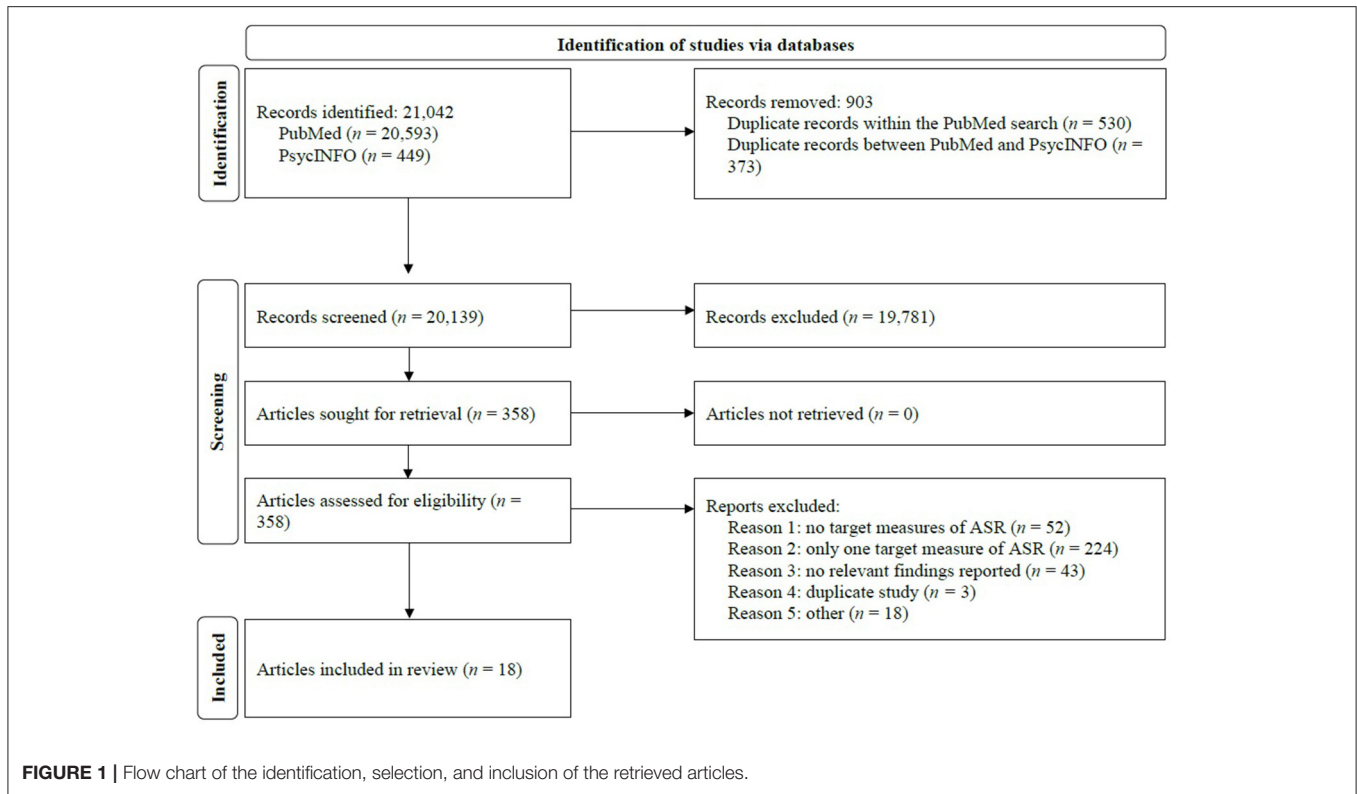 Identification of studies via databases
Identification
Records identified: 21,042
PubMed (n = 20,593)
PsycINFO (n = 449)
Records removed: 903
Duplicate records within the PubMed search (n = 530)
Duplicate records between PubMed and PsycINFO (n =
373)
Screening
Records screened (n = 20,139)
Records excluded (n = 19,781)
Articles sought for retrieval (n = 358)
Articles not retrieved (n = 0)
Articles assessed for eligibility (n =
358)
Reports excluded:
Reason 1: no target measures of ASR (n = 52)
Reason 2: only one target measure of ASR (n = 224)
Reason 3: no relevant findings reported (n = 43)
Reason 4: duplicate study (n = 3)
Reason 5: other (n = 18)
Included
Articles included in review (n = 18)
FIGURE 1 | Flow chart of the identification, selection, and inclusion of the retrieved articles.